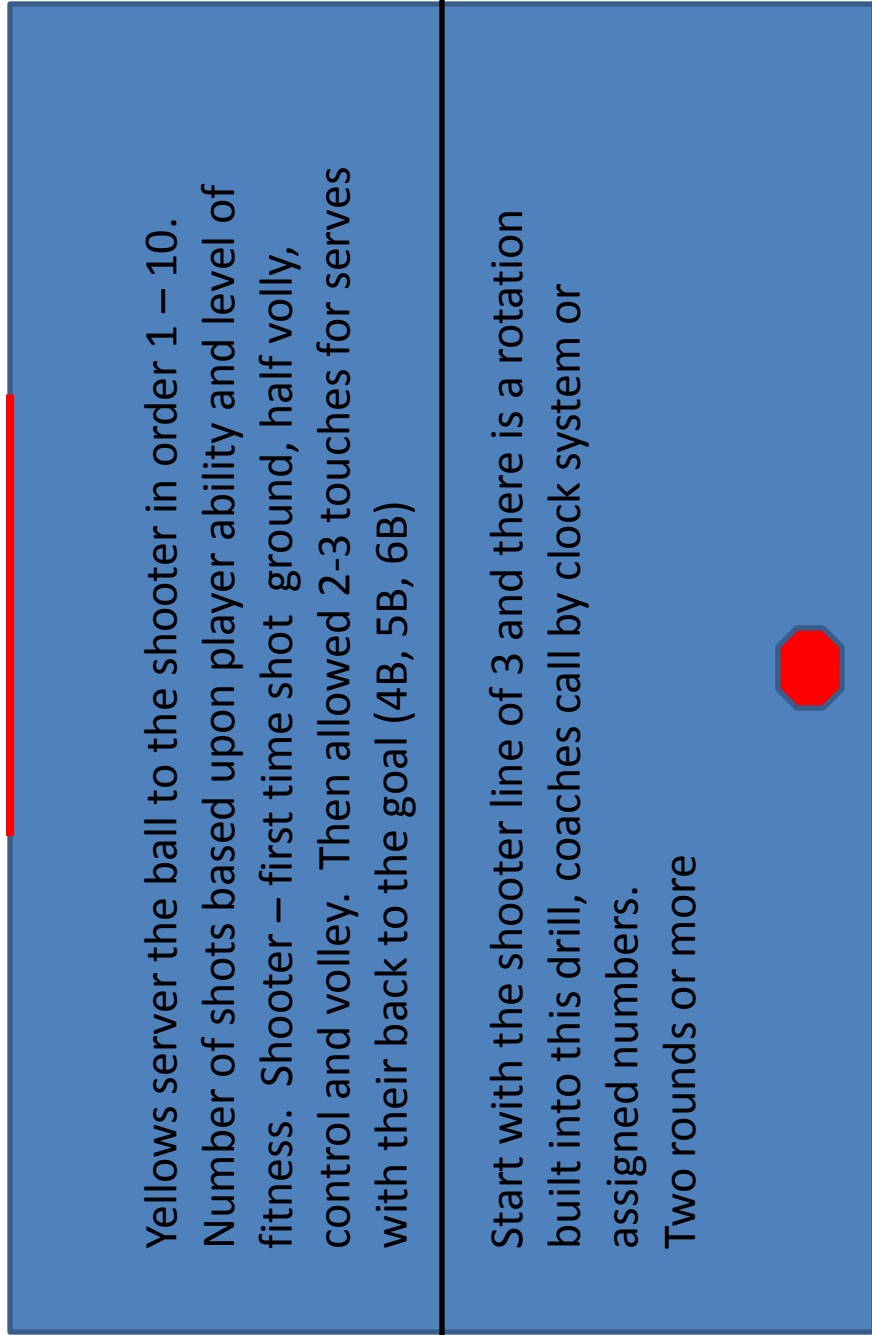 Yellows server the ball to the shooter in order 1 – 10.
Number of shots based upon player ability and level of
fitness.  Shooter – first time shot  ground, half volly,
control and volley.  Then allowed 2-3 touches for serves
with their back to the goal (4B, 5B, 6B)
Start with the shooter line of 3 and there is a rotation
built into this drill, coaches call by clock system or
assigned numbers.
Two rounds or more